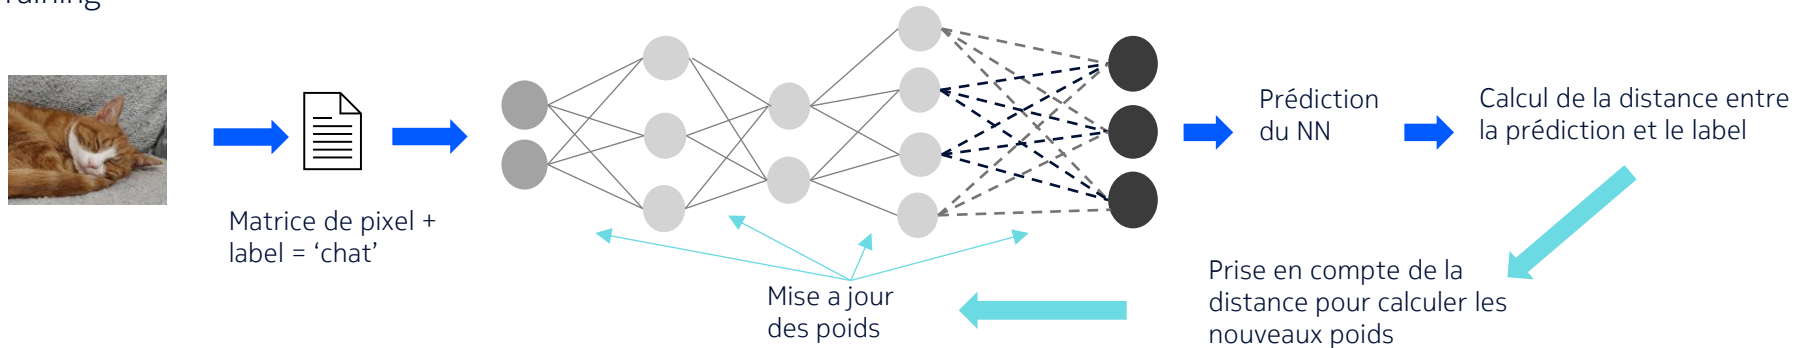 Training
Matrice de pixel +
label = ‘chat’
Prédiction
du NN
Calcul de la distance entre
la prédiction et le label
Prise en compte de la
distance pour calculer les
nouveaux poids
Mise a jour
des poids